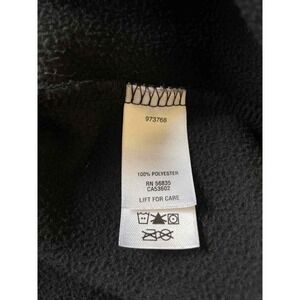 973768
100% POLYESTER
RN 56835
CA53602
LIFT FOR CARE